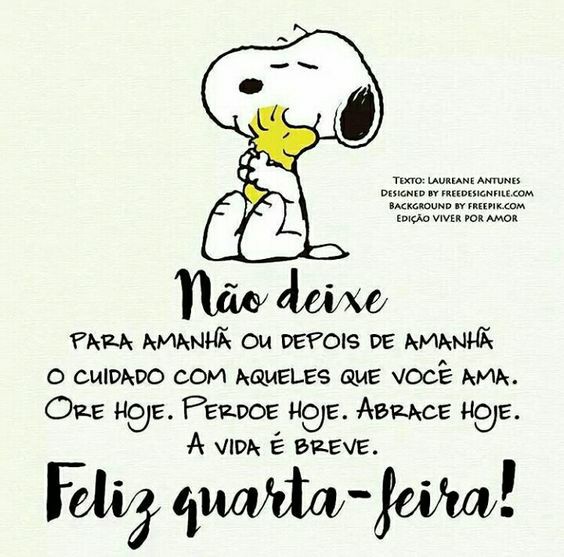 Texto: Laureane Antunes
Designed by freedesignfile.com
Background by freepik.com
Edição VIVER POR AMOR
Não deixe
PARA AMANHÃ OU DEPOIS DE AMANHÃ
O CUIDADO COM AQUELES QUE VOCÊ AMA.
ORE HOJE. PERDOE HOJE. ABRACE HOJE.
A VIDA É BREVE.
Feliz quarta-feira!